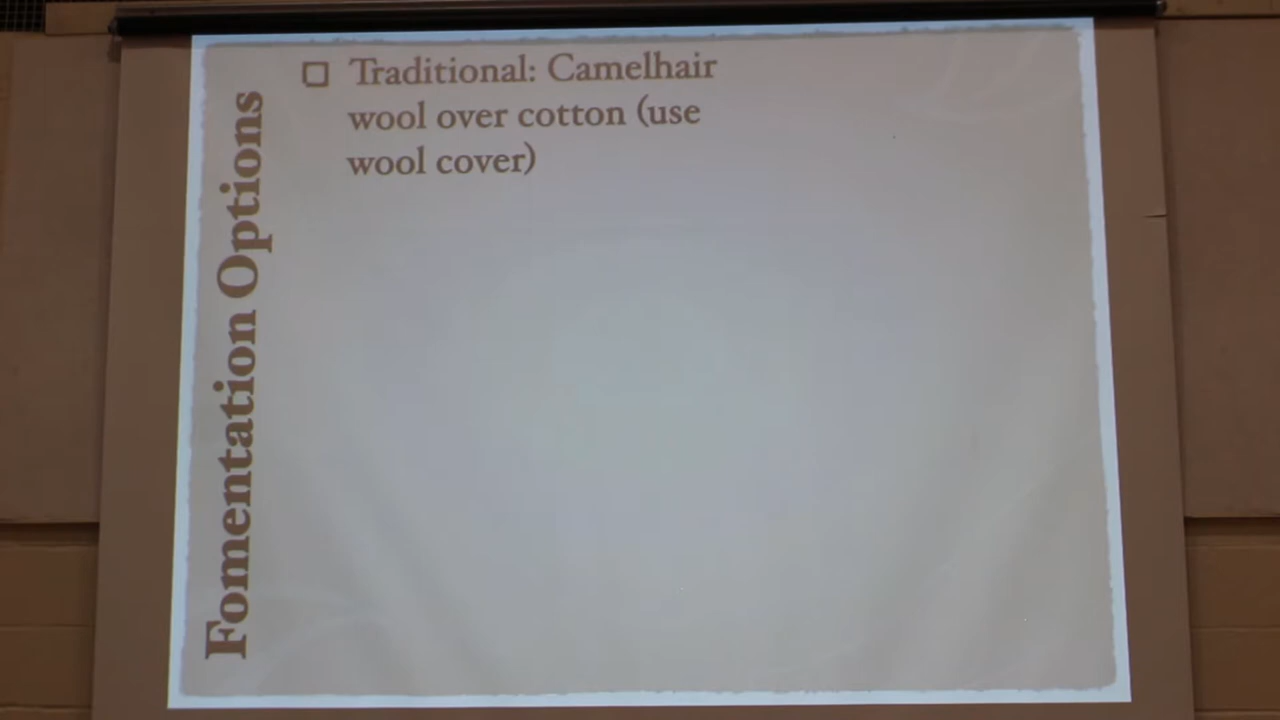 Fomentation Options
Traditional: Camelhair
wool over cotton (use
wool cover)